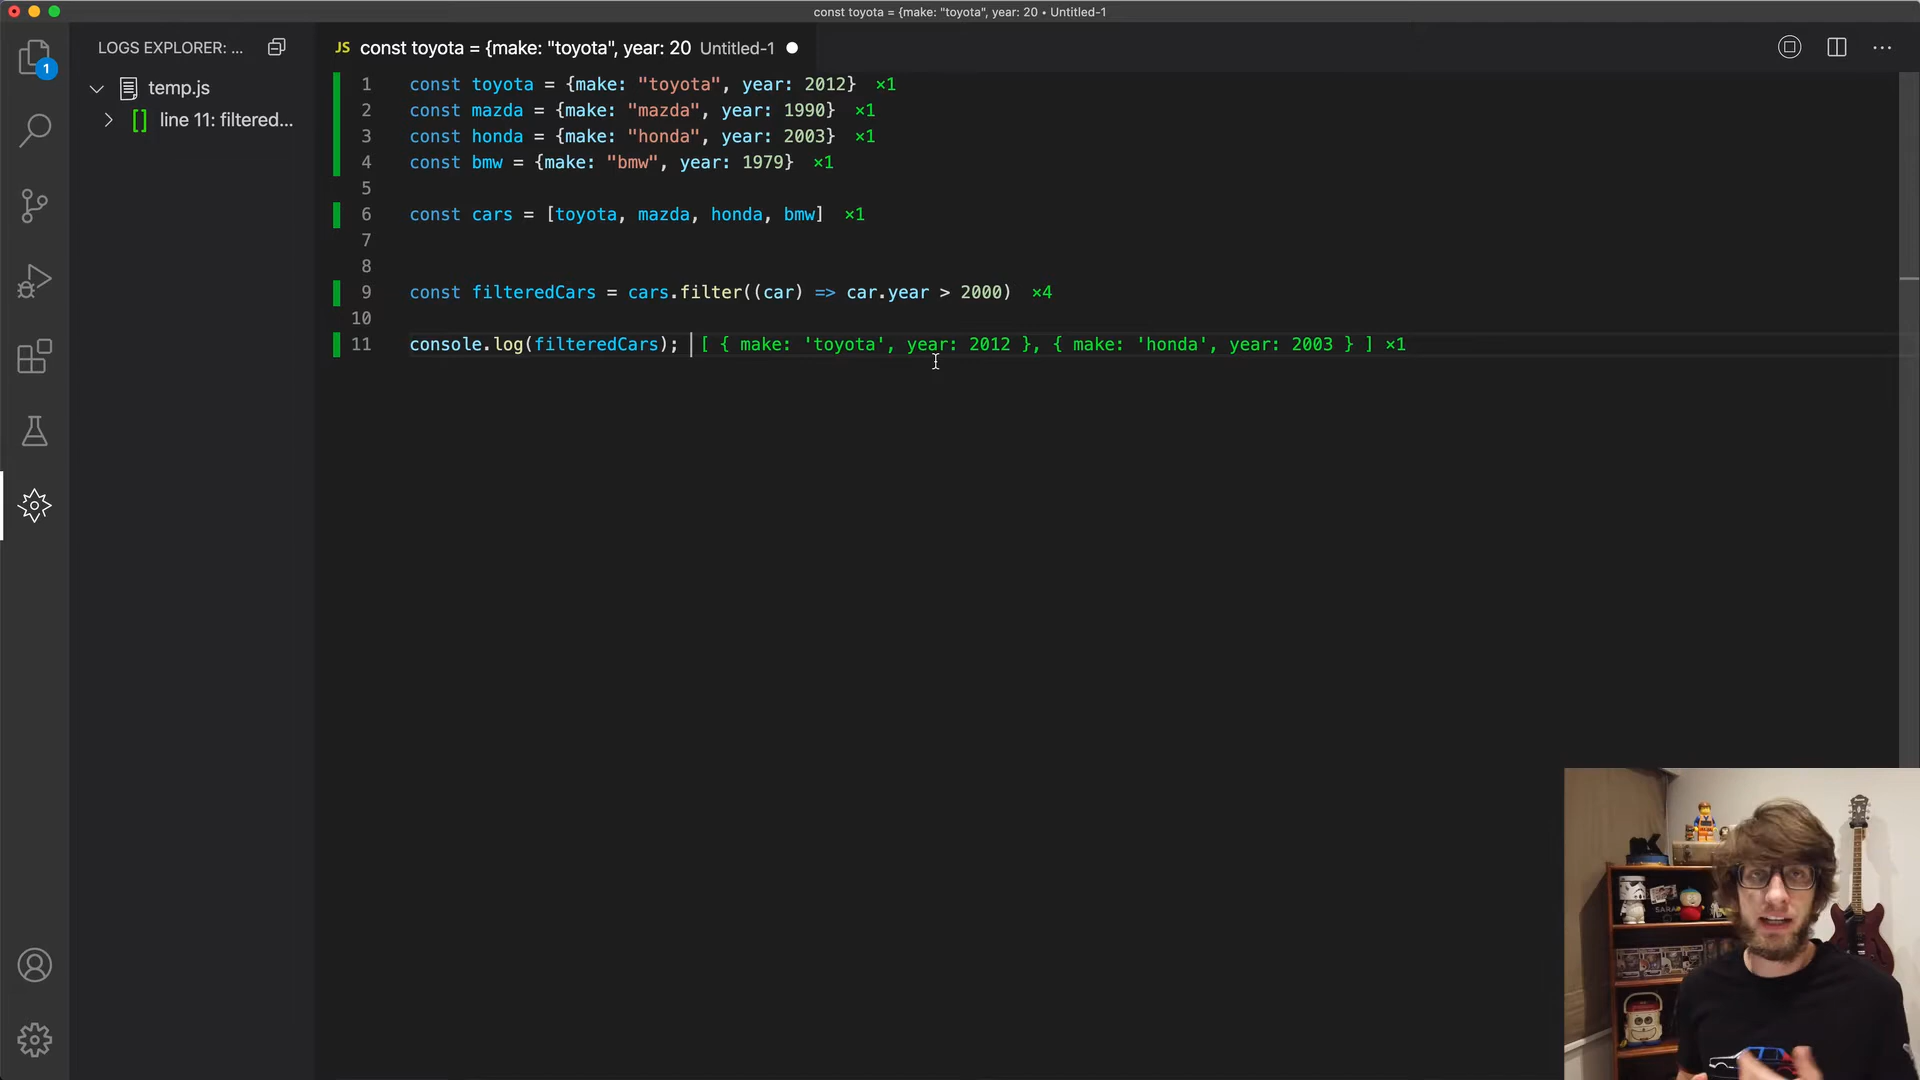 const toyota = {make: "toyota", year: 20 • Untitled-1
LOGS EXPLORER: ...
JS const toyota = {make: "toyota", year: 20 Untitled-1
1
temp.js
line 11: filtered...
1 const toyota = {make: "toyota", year: 2012} ×1
2 const mazda = {make: "mazda", year: 1990} ×1
3 const honda = {make: "honda", year: 2003} ×1
4 const bmw = {make: "bmw", year: 1979} ×1
5
6 const cars = [toyota, mazda, honda, bmw] ×1
7
8
9 const filteredCars = cars.filter((car) => car.year > 2000) ×4
10
11 console.log(filteredCars); [ { make: 'toyota', year: 2012 }, { make: 'honda', year: 2003 } ] ×1